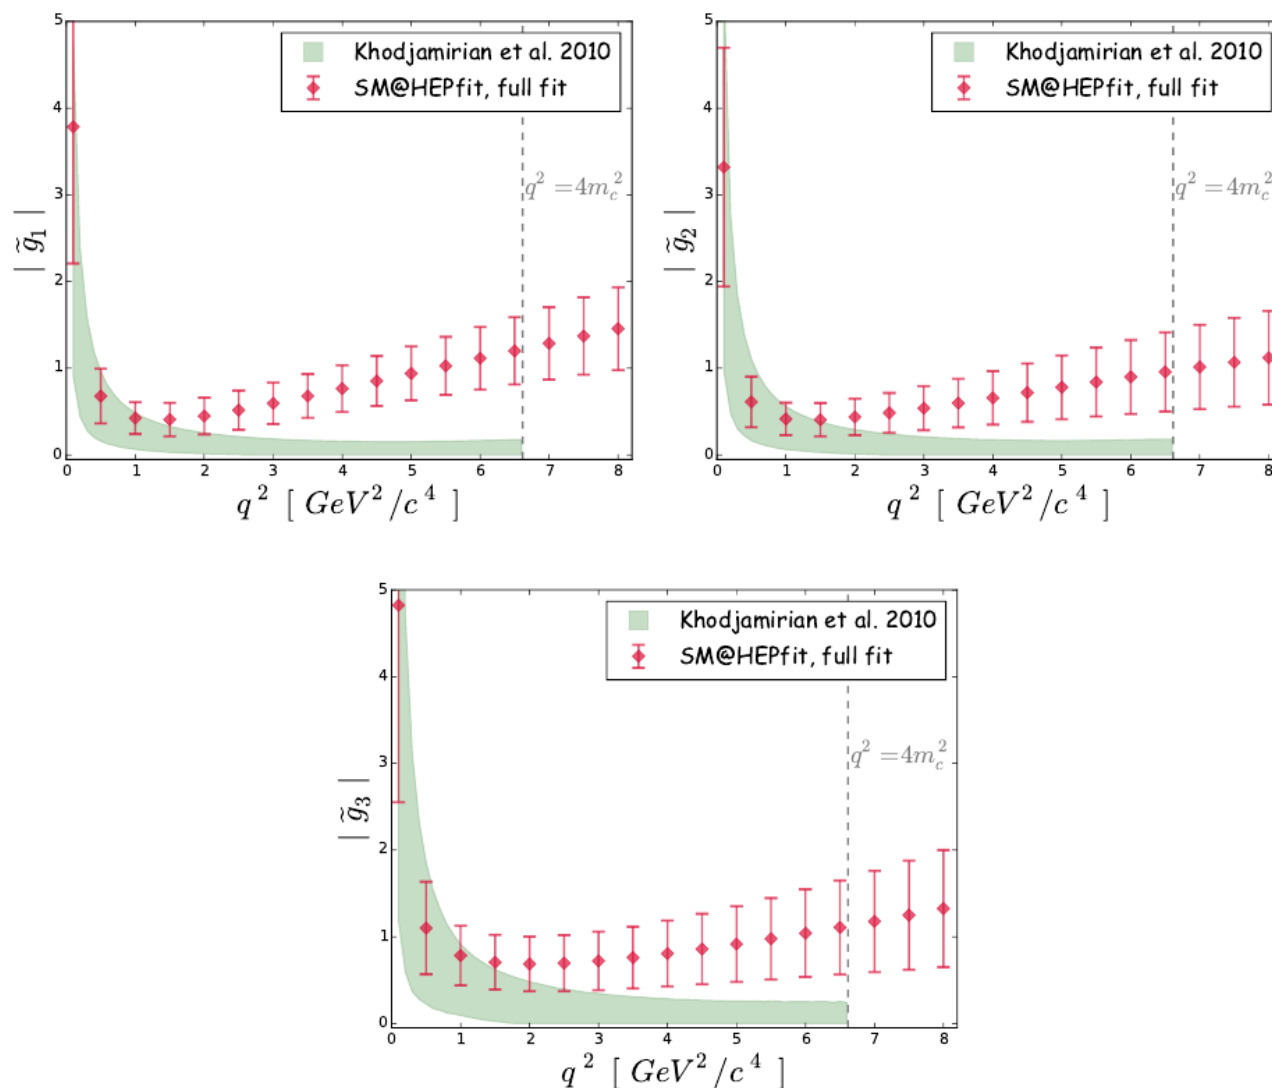 5
4
3
2
1
0
| g̃₁ |
Khodjamirian et al. 2010
SM@HEPfit, full fit
q² = 4m_c²
0 1 2 3 4 5 6 7 8
q² [ GeV²/c⁴ ]
5
4
3
2
1
0
| g̃₂ |
Khodjamirian et al. 2010
SM@HEPfit, full fit
q² = 4m_c²
0 1 2 3 4 5 6 7 8
q² [ GeV²/c⁴ ]
5
4
3
2
1
0
| g̃₃ |
Khodjamirian et al. 2010
SM@HEPfit, full fit
q² = 4m_c²
0 1 2 3 4 5 6 7 8
q² [ GeV²/c⁴ ]